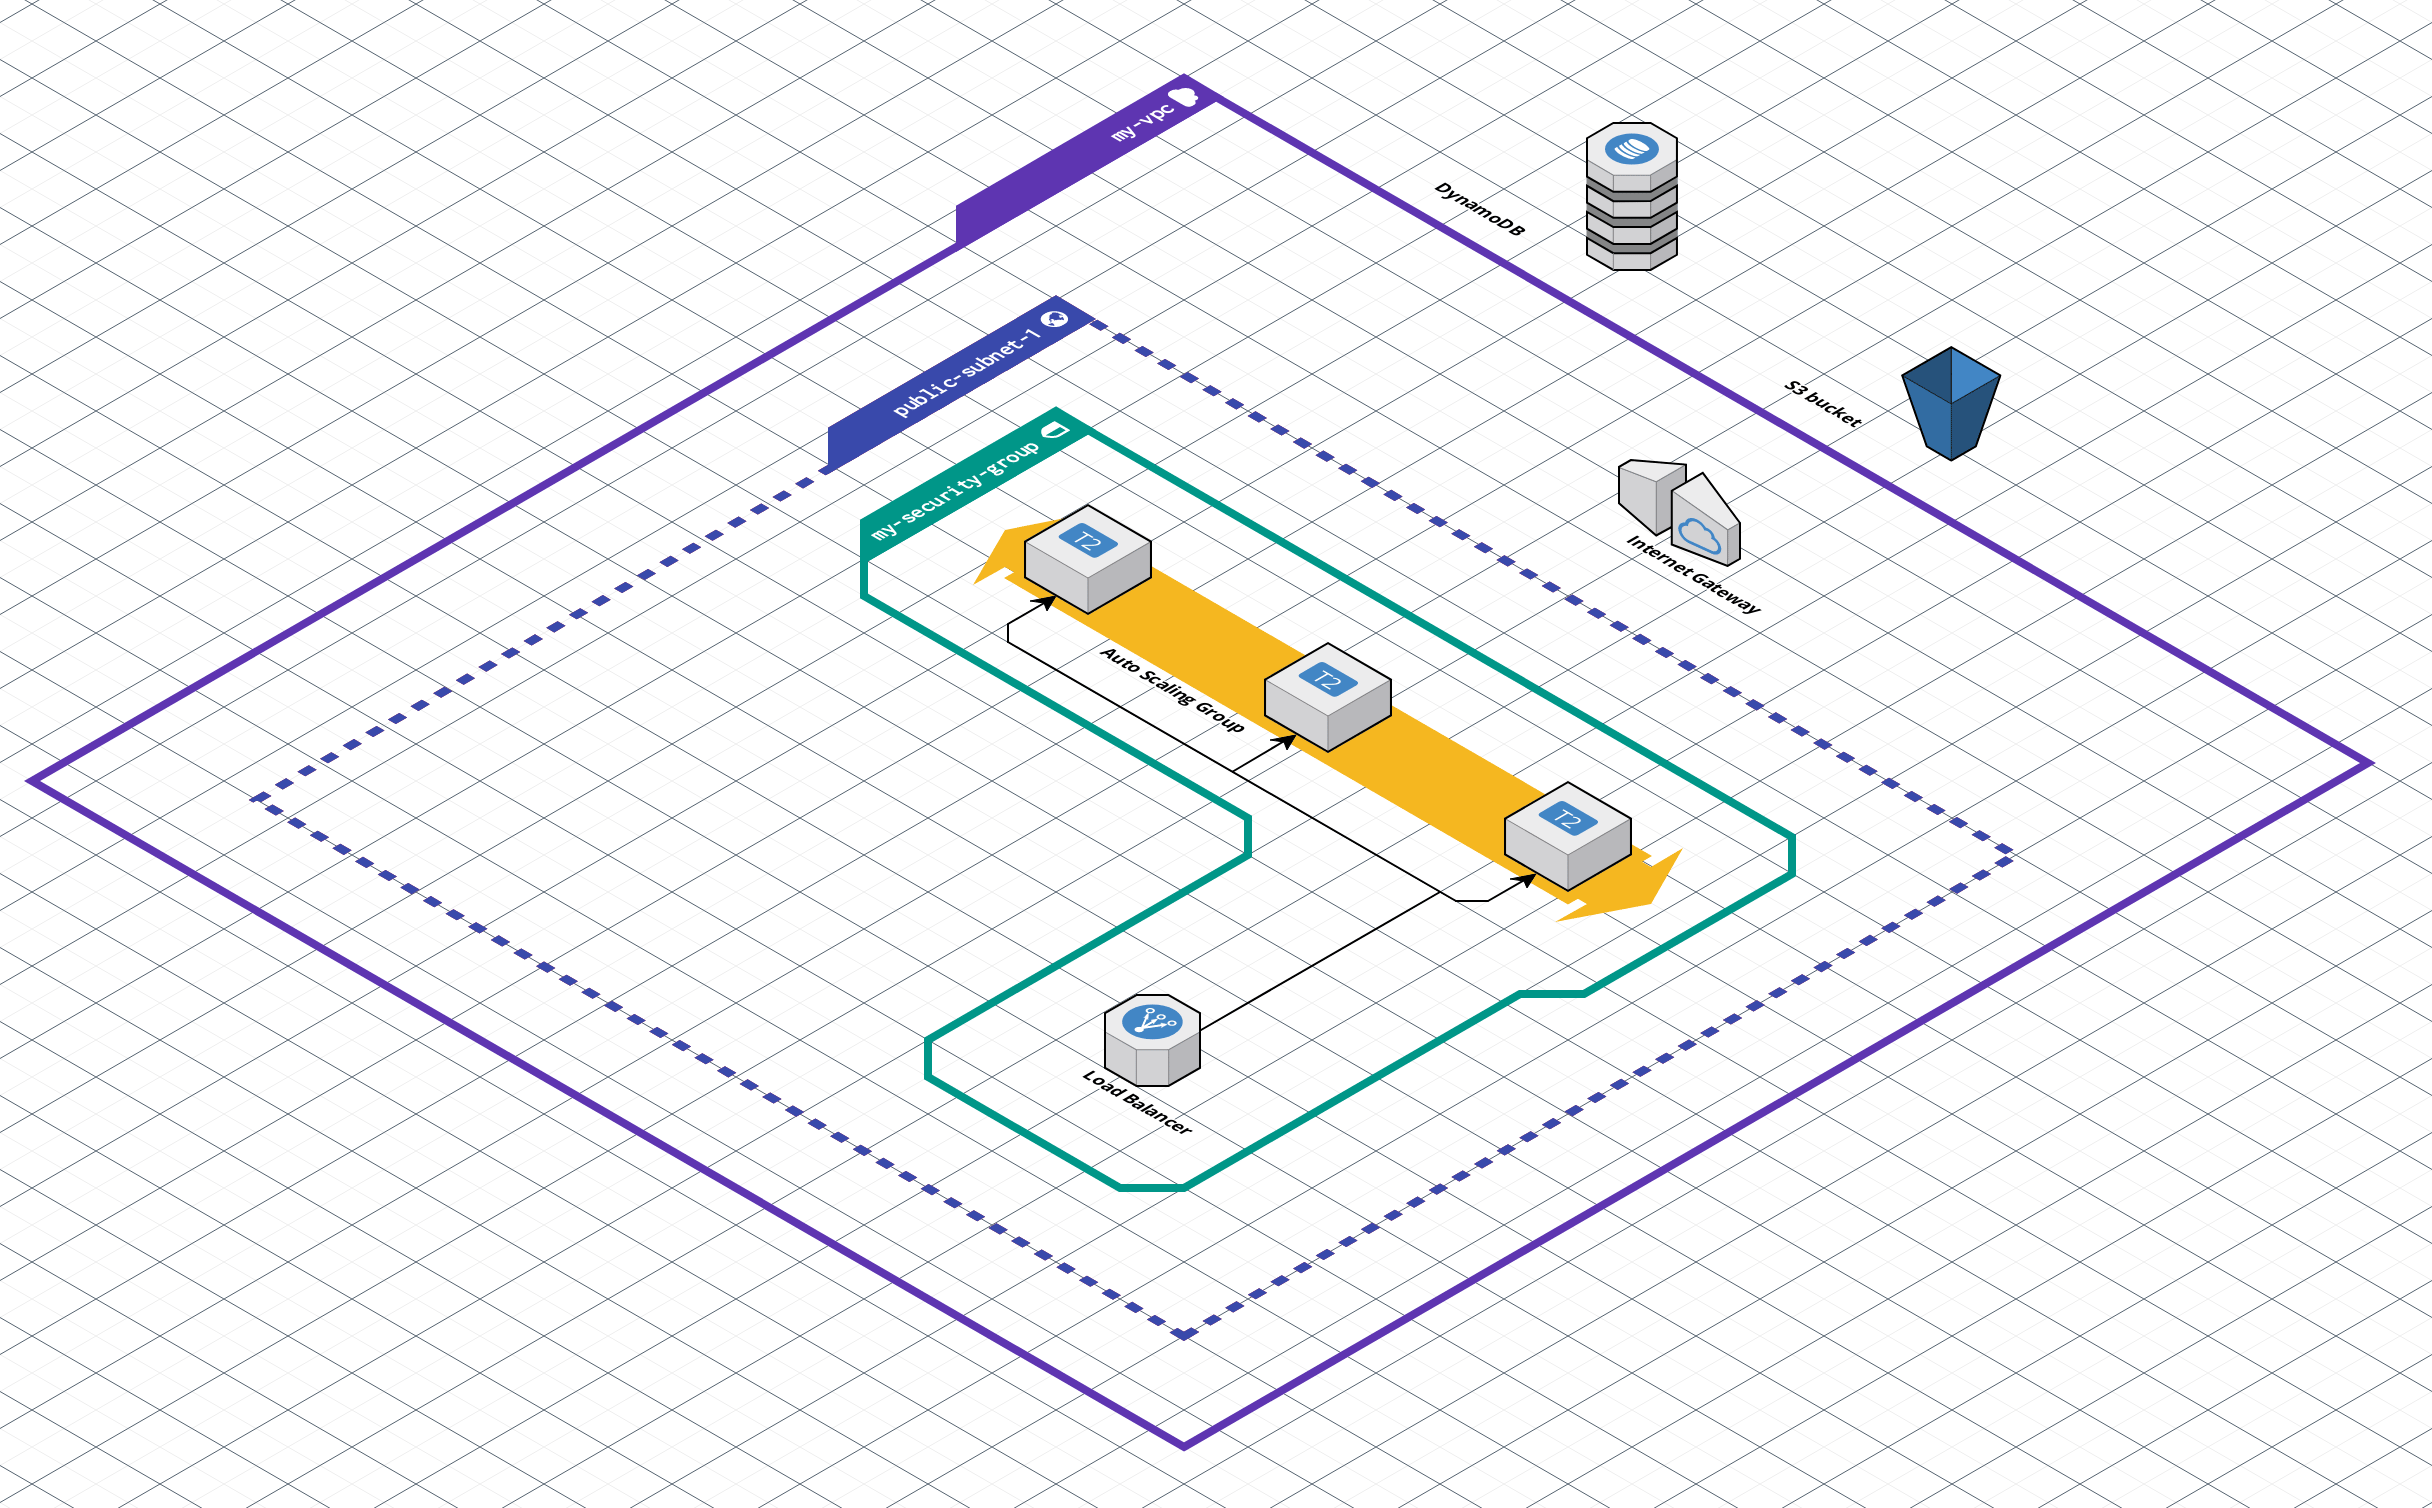 my-vpc
DynamoDB
public-subnet-1
S3 bucket
my-security-group
Internet Gateway
T2
Auto Scaling Group
T2
T2
Load Balancer